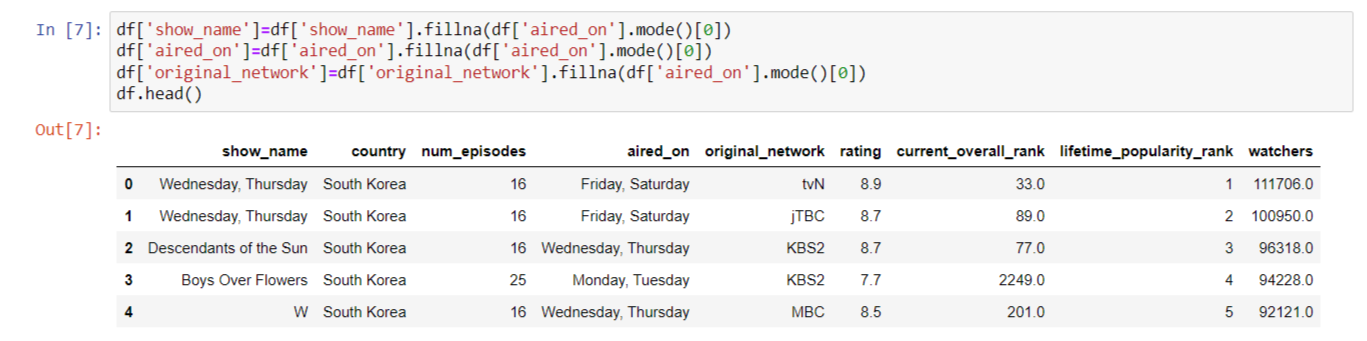 In [7]: df['show_name']=df['show_name'].fillna(df['aired_on'].mode()[0])
df['aired_on']=df['aired_on'].fillna(df['aired_on'].mode()[0])
df['original_network']=df['original_network'].fillna(df['aired_on'].mode()[0])
df.head()
Out[7]:
show_name country num_episodes aired_on original_network rating current_overall_rank lifetime_popularity_rank watchers
0 Wednesday, Thursday South Korea 16 Friday, Saturday tvN 8.9 33.0 1 111706.0
1 Wednesday, Thursday South Korea 16 Friday, Saturday jTBC 8.7 89.0 2 100950.0
2 Descendants of the Sun South Korea 16 Wednesday, Thursday KBS2 8.7 77.0 3 96318.0
3 Boys Over Flowers South Korea 25 Monday, Tuesday KBS2 7.7 2249.0 4 94228.0
4 W South Korea 16 Wednesday, Thursday MBC 8.5 201.0 5 92121.0